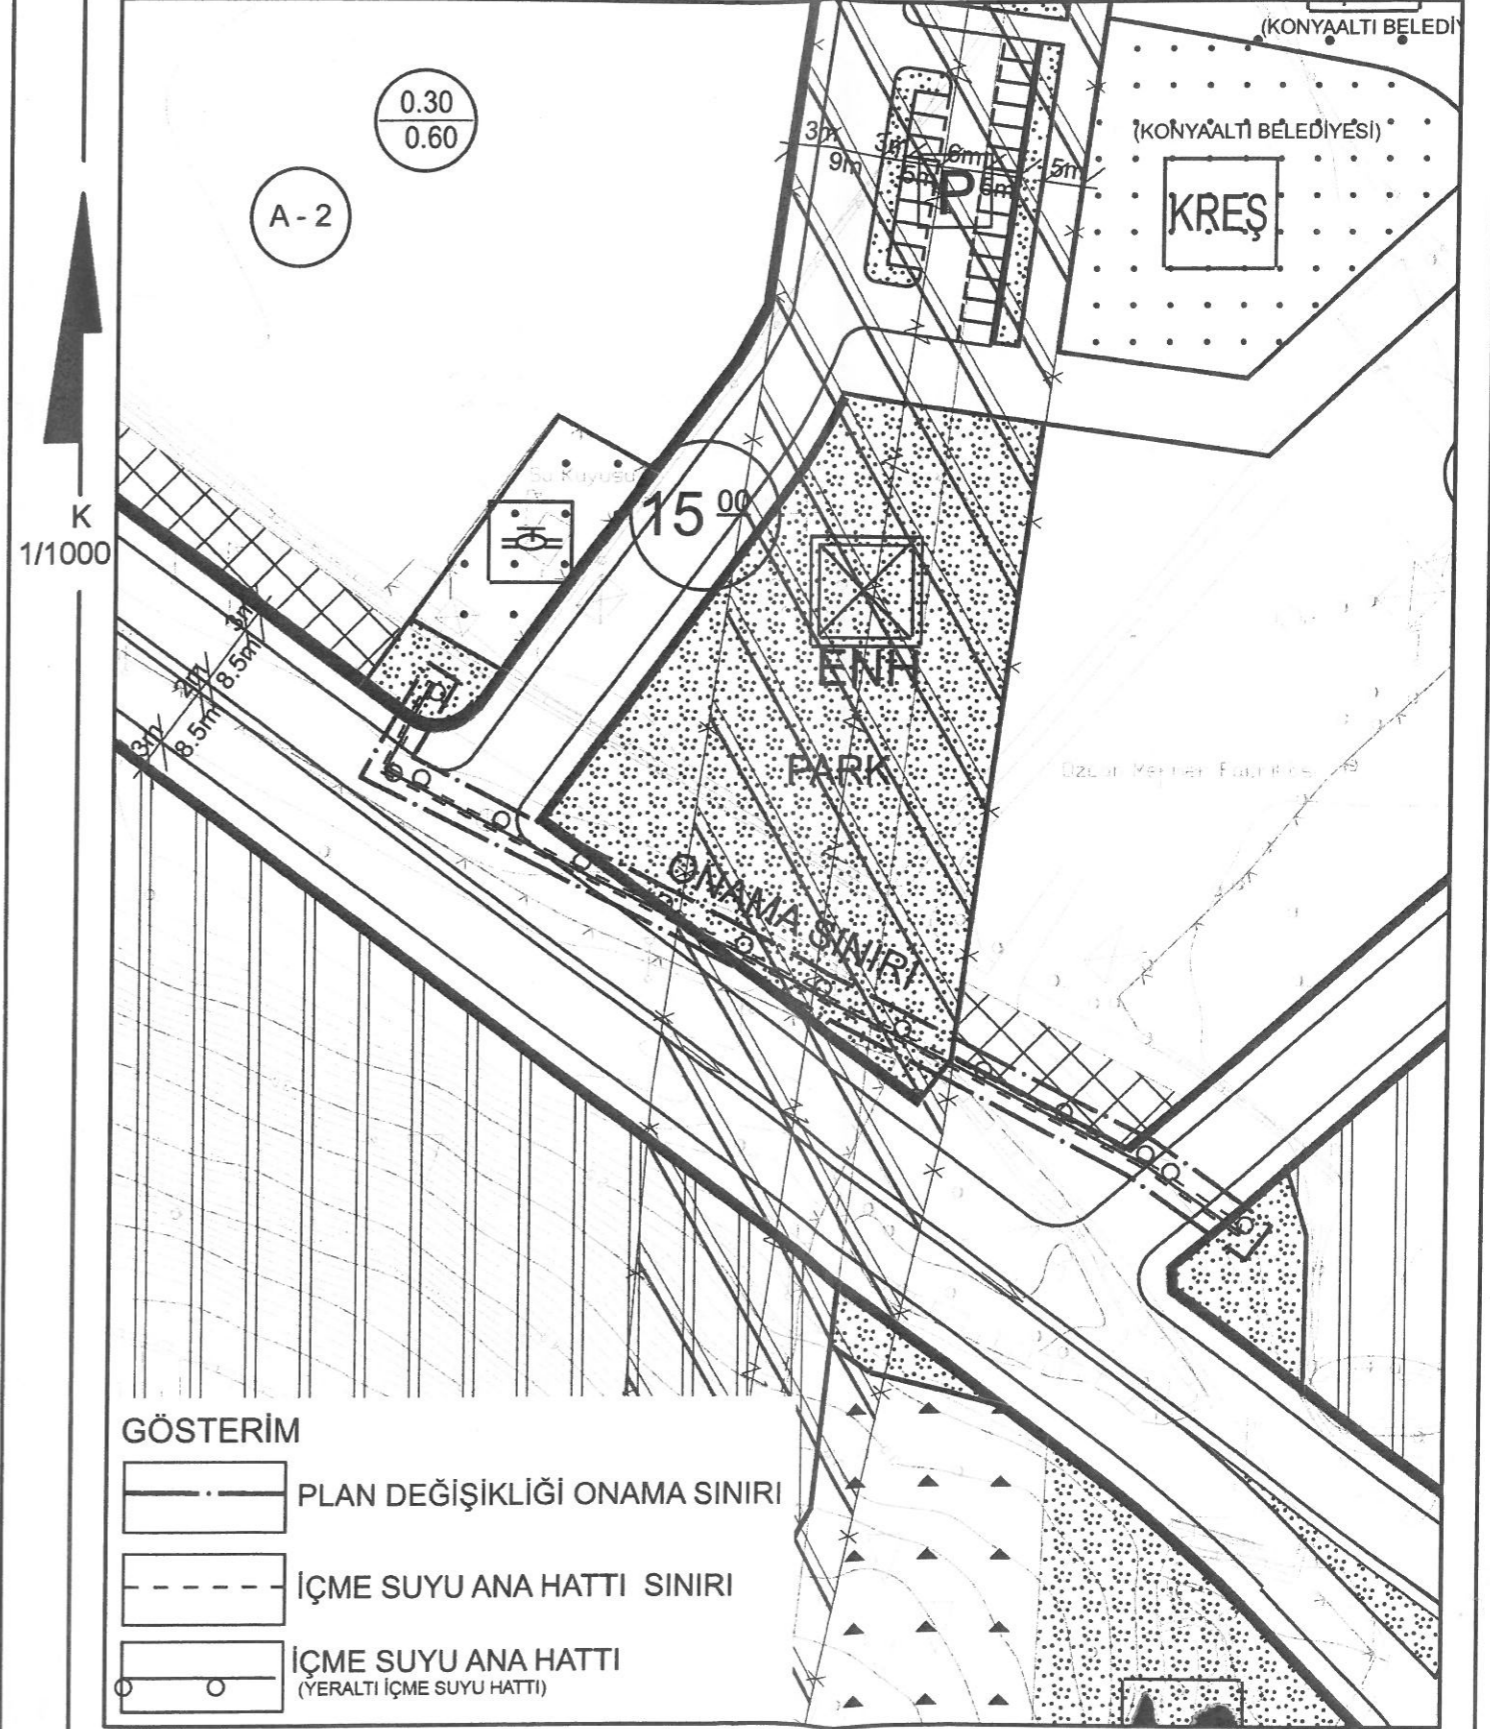 (KONYAALTI BELEDİY
0.30
0.60
A - 2
(KONYAALTI BELEDİYESİ)
KREŞ
3m
3m
6m
5m
9m
5m
6m
P
Su Kuyusu
15 00
K
1/1000
3m
8.5m
2m
8.5m
3m
ENH
PARK
ONAMA SINIRI
GÖSTERİM
PLAN DEĞİŞİKLİĞİ ONAMA SINIRI
İÇME SUYU ANA HATTI SINIRI
İÇME SUYU ANA HATTI
(YERALTI İÇME SUYU HATTI)